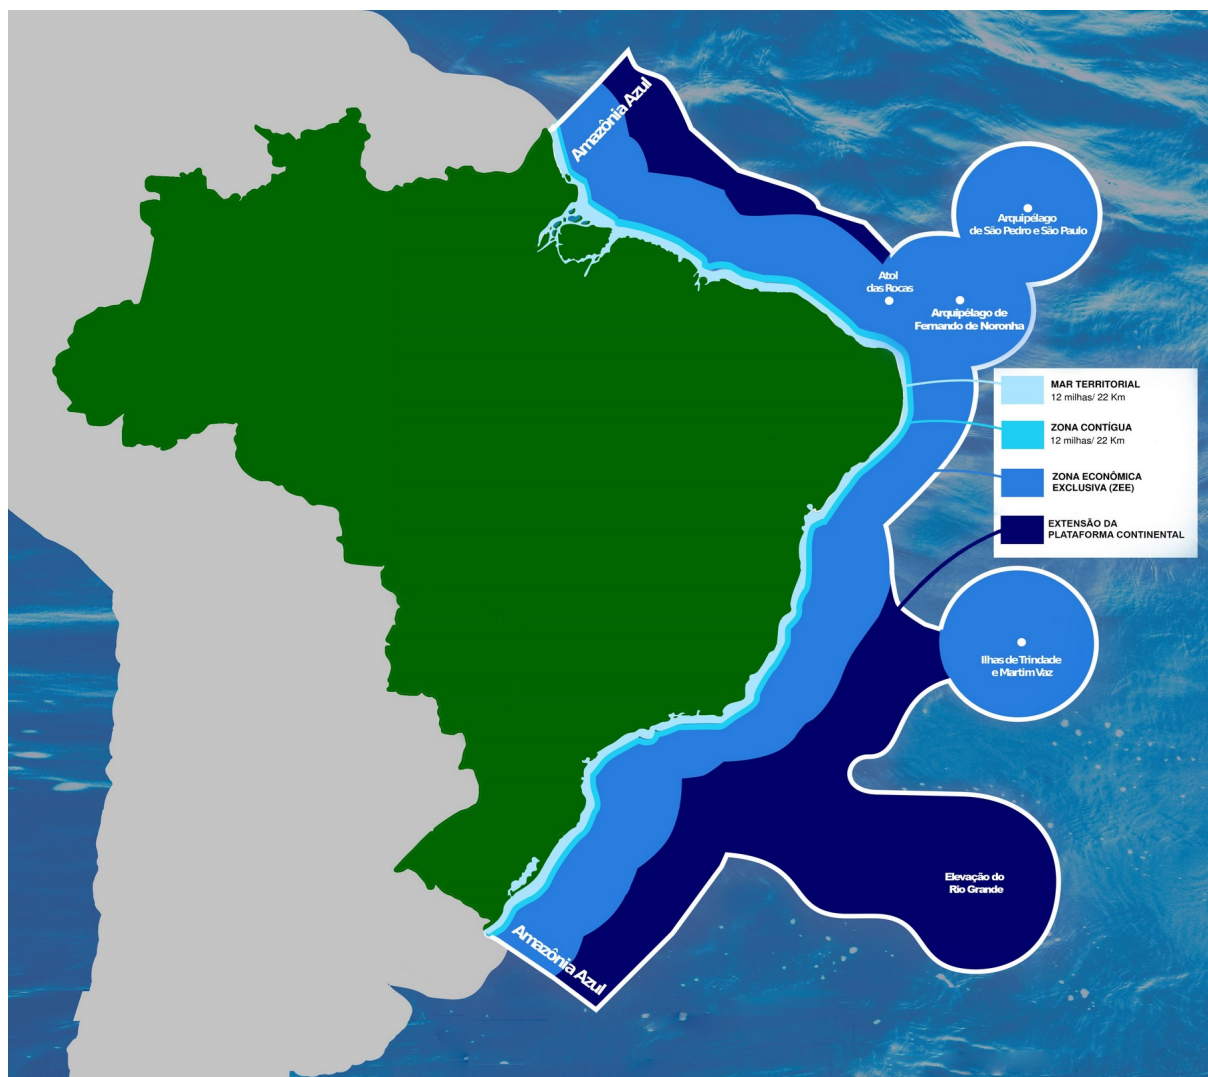 Amazônia Azul
Arquipélago
de São Pedro e São Paulo
Atol
das Rocas
Arquipélago de
Fernando de Noronha
MAR TERRITORIAL
12 milhas/ 22 Km
ZONA CONTÍGUA
12 milhas/ 22 Km
ZONA ECONÔMICA
EXCLUSIVA (ZEE)
EXTENSÃO DA
PLATAFORMA CONTINENTAL
Ilhas de Trindade
e Martim Vaz
Elevação do
Rio Grande
Amazônia Azul